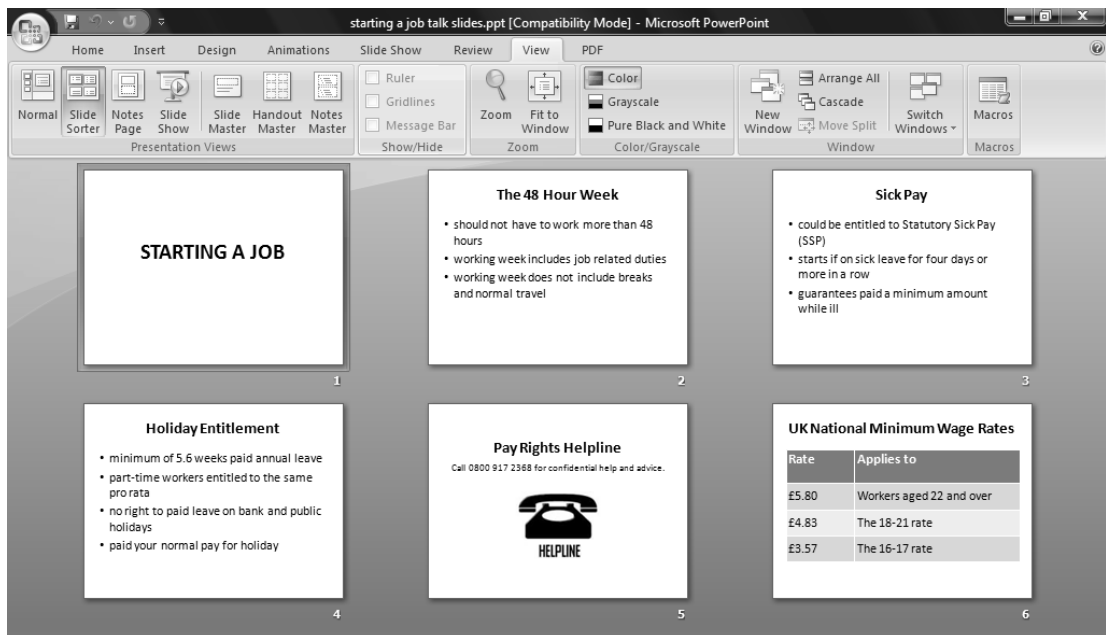 starting a job talk slides.ppt [Compatibility Mode] - Microsoft PowerPoint
Home Insert Design Animations Slide Show Review View PDF
Normal Slide Sorter Notes Page Slide Show Slide Master Handout Master Notes Master
Presentation Views
Ruler
Gridlines
Message Bar
Show/Hide
Zoom Fit to Window
Zoom
Color
Grayscale
Pure Black and White
Color/Grayscale
New Window
Arrange All
Cascade
Move Split
Switch Windows
Window
Macros
Macros
STARTING A JOB
1
The 48 Hour Week
• should not have to work more than 48
hours
• working week includes job related duties
• working week does not include breaks
and normal travel
2
Sick Pay
• could be entitled to Statutory Sick Pay
(SSP)
• starts if on sick leave for four days or
more in a row
• guarantees paid a minimum amount
while ill
3
Holiday Entitlement
• minimum of 5.6 weeks paid annual leave
• part-time workers entitled to the same
pro rata
• no right to paid leave on bank and public
holidays
• paid your normal pay for holiday
4
Pay Rights Helpline
Call 0800 917 2368 for confidential help and advice.
HELPLINE
5
UK National Minimum Wage Rates
Rate Applies to
£5.80 Workers aged 22 and over
£4.83 The 18-21 rate
£3.57 The 16-17 rate
6